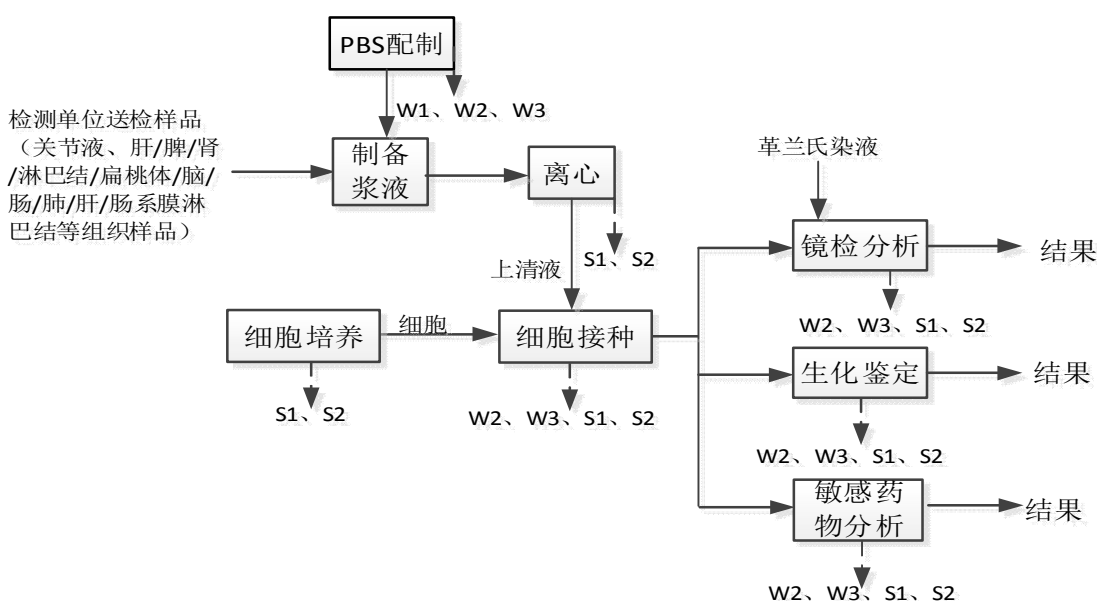 PBS配制
W1、W2、W3
检测单位送检样品
（关节液、肝/脾/肾
/淋巴结/扁桃体/脑/
肠/肺/肝/肠系膜淋
巴结等组织样品）
制备
浆液
离心
S1、S2
上清液
革兰氏染液
镜检分析
结果
W2、W3、S1、S2
细胞培养
细胞
细胞接种
S1、S2
W2、W3、S1、S2
生化鉴定
结果
W2、W3、S1、S2
敏感药
物分析
结果
W2、W3、S1、S2